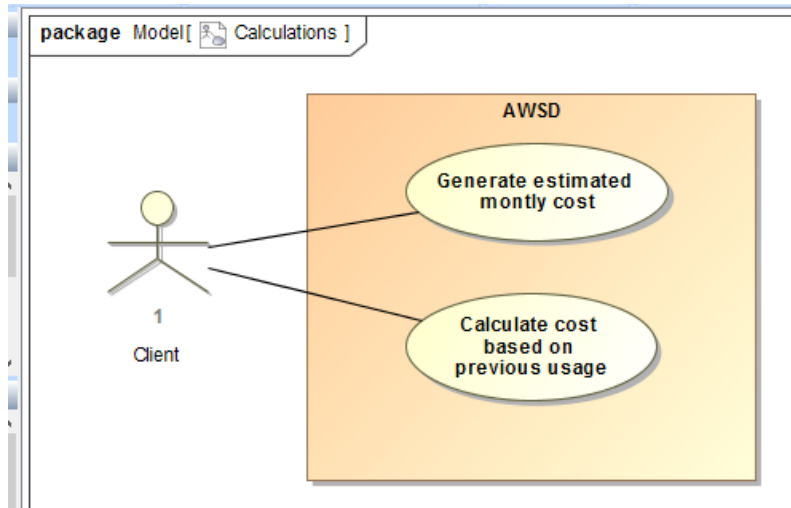 package Model[ Calculations ]
AWSD
Generate estimated
montly cost
1
Client
Calculate cost
based on
previous usage